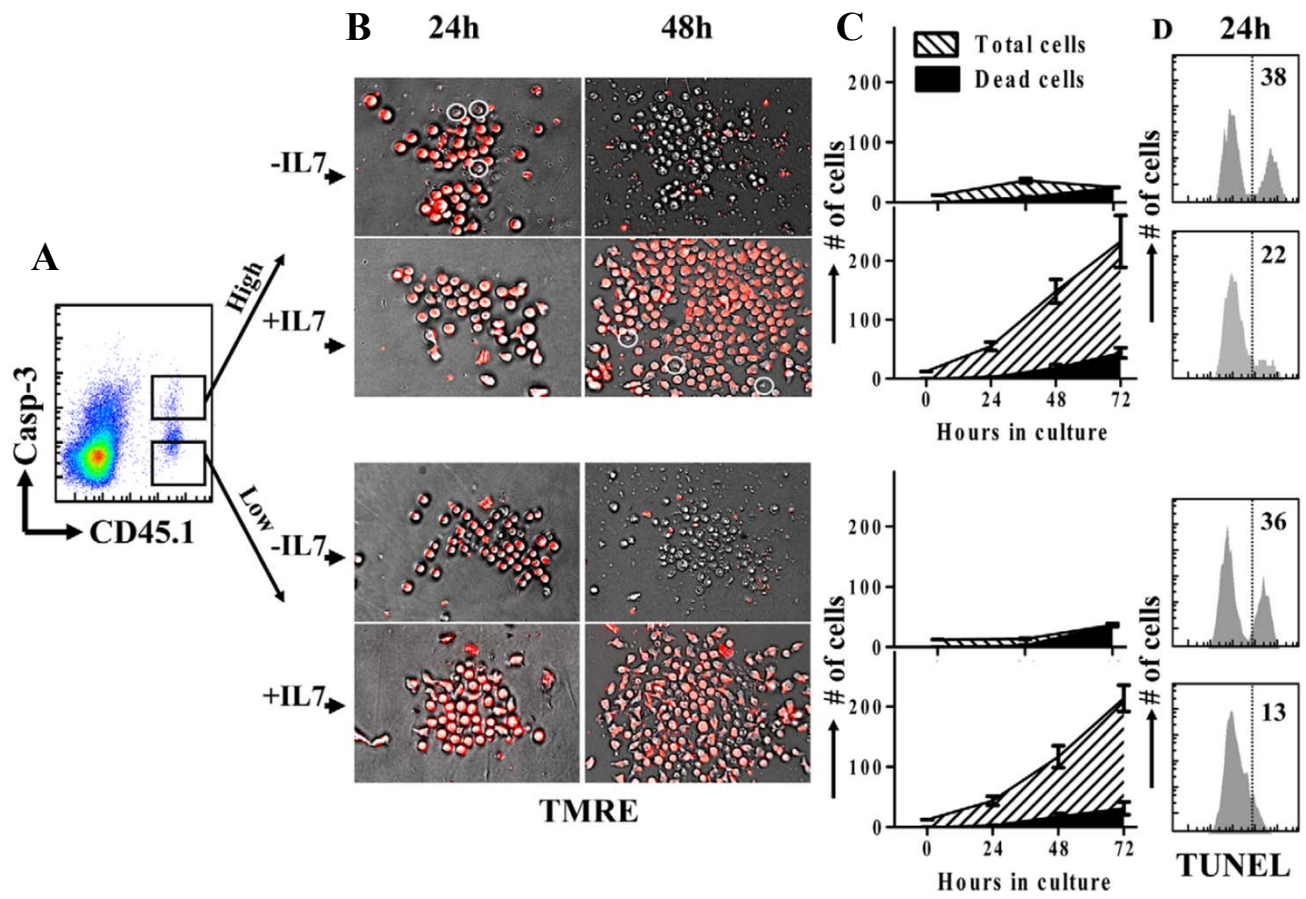 A
Casp-3
CD45.1
High
Low
B
24h
48h
-IL7
+IL7
-IL7
+IL7
TMRE
C
Total cells
Dead cells
# of cells
200
100
0
200
100
0
0 24 48 72
Hours in culture
# of cells
200
100
0
200
100
0
0 24 48 72
Hours in culture
D
24h
# of cells
38
22
# of cells
36
13
TUNEL